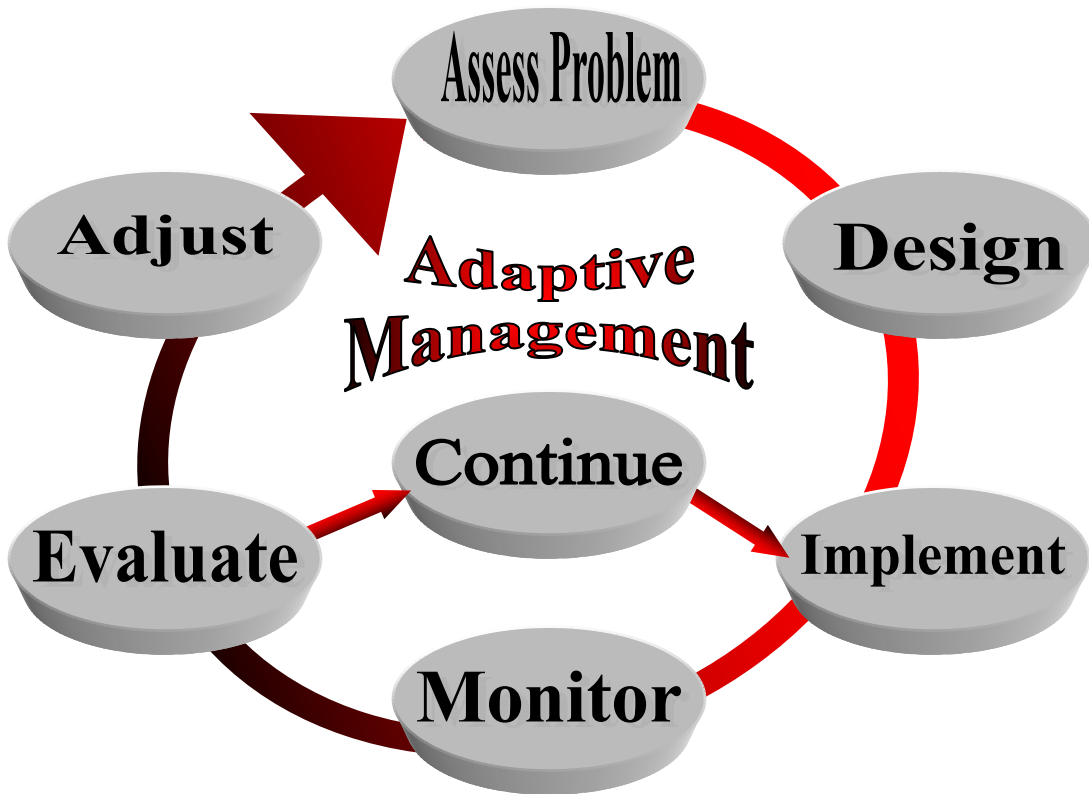 Assess Problem
Adjust
Design
Adaptive
Management
Continue
Evaluate
Implement
Monitor